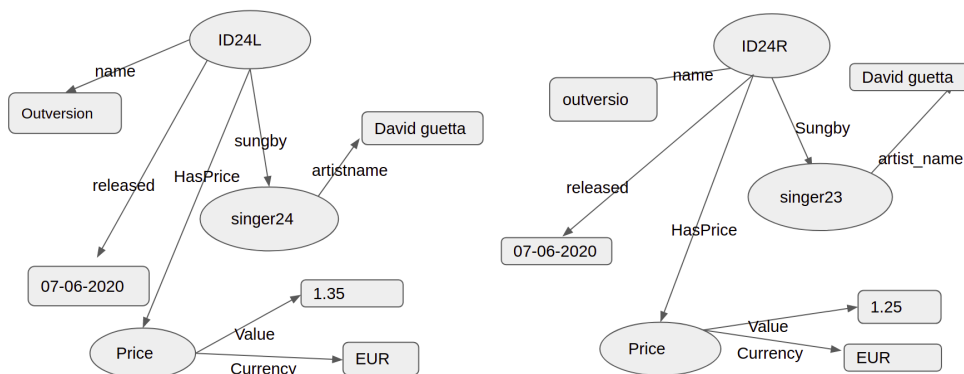 ID24L
name
Outversion
David guetta
sungby
artistname
HasPrice
released
singer24
07-06-2020
1.35
Value
Price
Currency
EUR
ID24R
name
David guetta
outversio
Sungby
artist_name
released
singer23
HasPrice
07-06-2020
1.25
Value
Price
Currency
EUR